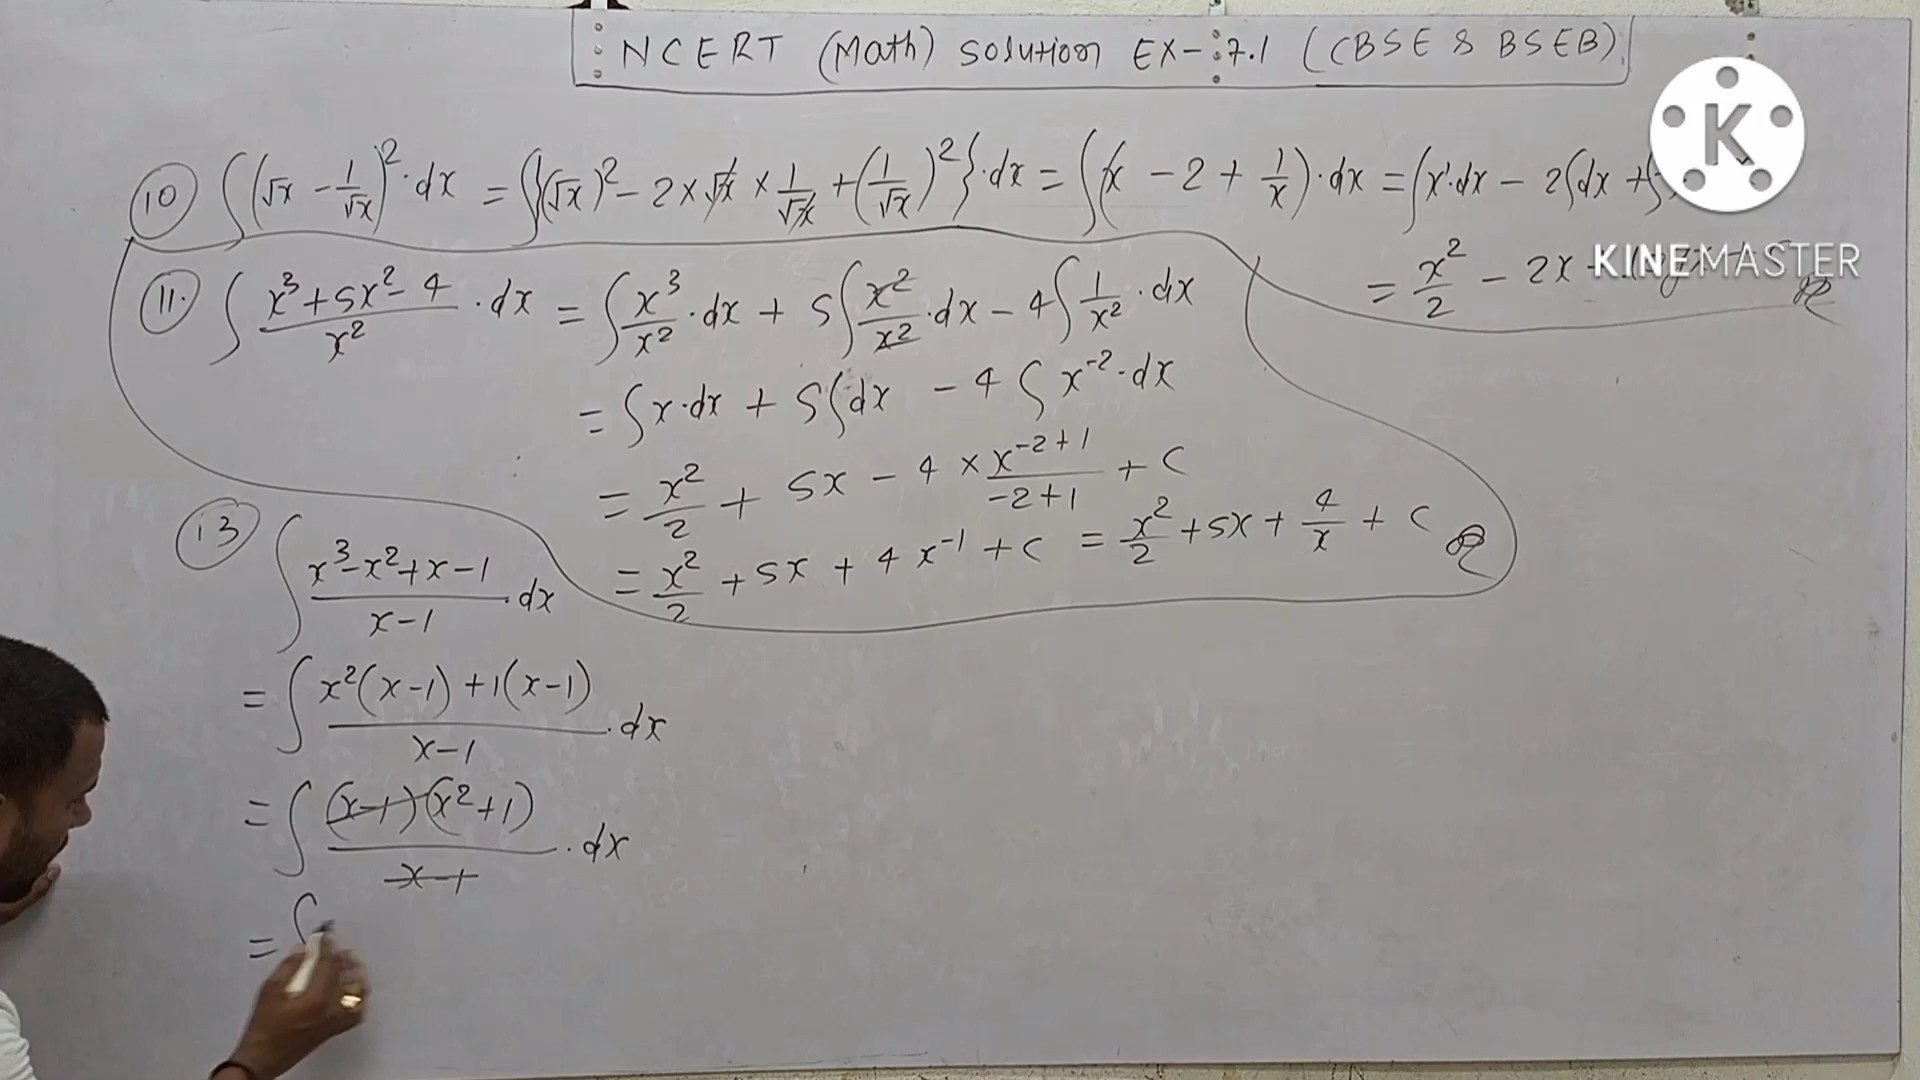 NCERT (Math) Solution EX-7.1 (CBSE & BSEB)
K
KINEMASTER
10 ∫(√x - 1/√x)²·dx = ∫{(√x)² - 2×√x×1/√x + (1/√x)²}·dx = ∫(x - 2 + 1/x)·dx = ∫x¹·dx - 2∫dx + ∫
= x²/2 - 2x +
11. ∫ (x³+5x²-4)/x² ·dx = ∫ x³/x² ·dx + 5∫ x²/x² ·dx - 4∫ 1/x² ·dx
= ∫x·dx + 5∫dx - 4∫x⁻²·dx
= x²/2 + 5x - 4 × x⁻²⁺¹/(-2+1) + C
= x²/2 + 5x + 4x⁻¹ + C = x²/2 + 5x + 4/x + C
13 ∫ (x³-x²+x-1)/(x-1) ·dx
= ∫ (x²(x-1)+1(x-1))/(x-1) ·dx
= ∫ ((x-1)(x²+1))/(x-1) ·dx
= ∫